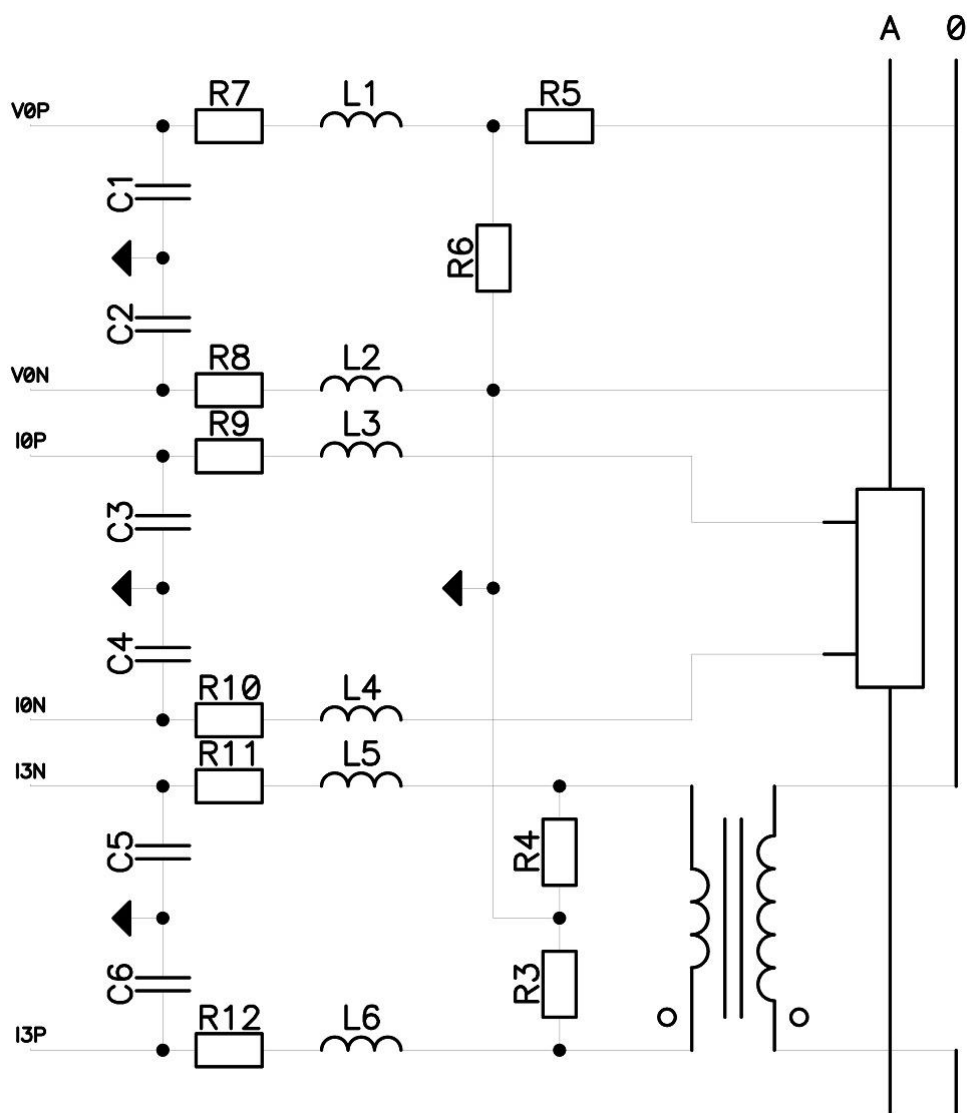 A 0
R7 L1 R5
V0P
C1
R6
C2
R8 L2
V0N
R9 L3
I0P
C3
C4
R10 L4
I0N
R11 L5
I3N
C5
R4
C6
R3
R12 L6
I3P